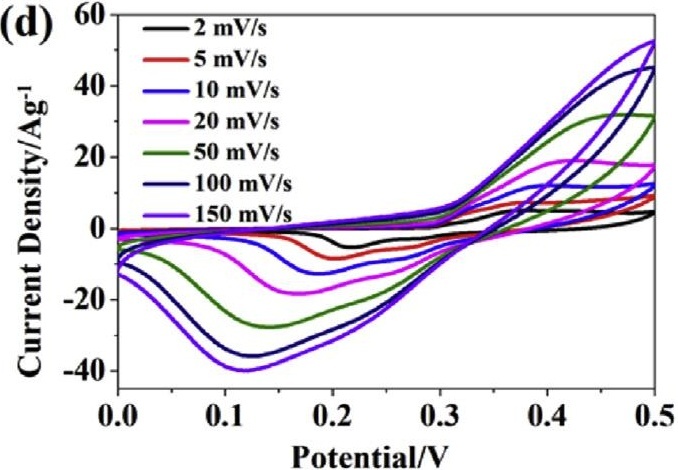 (d)
60
40
20
0
-20
-40
Current Density/Ag-1
2 mV/s
5 mV/s
10 mV/s
20 mV/s
50 mV/s
100 mV/s
150 mV/s
0.0 0.1 0.2 0.3 0.4 0.5
Potential/V